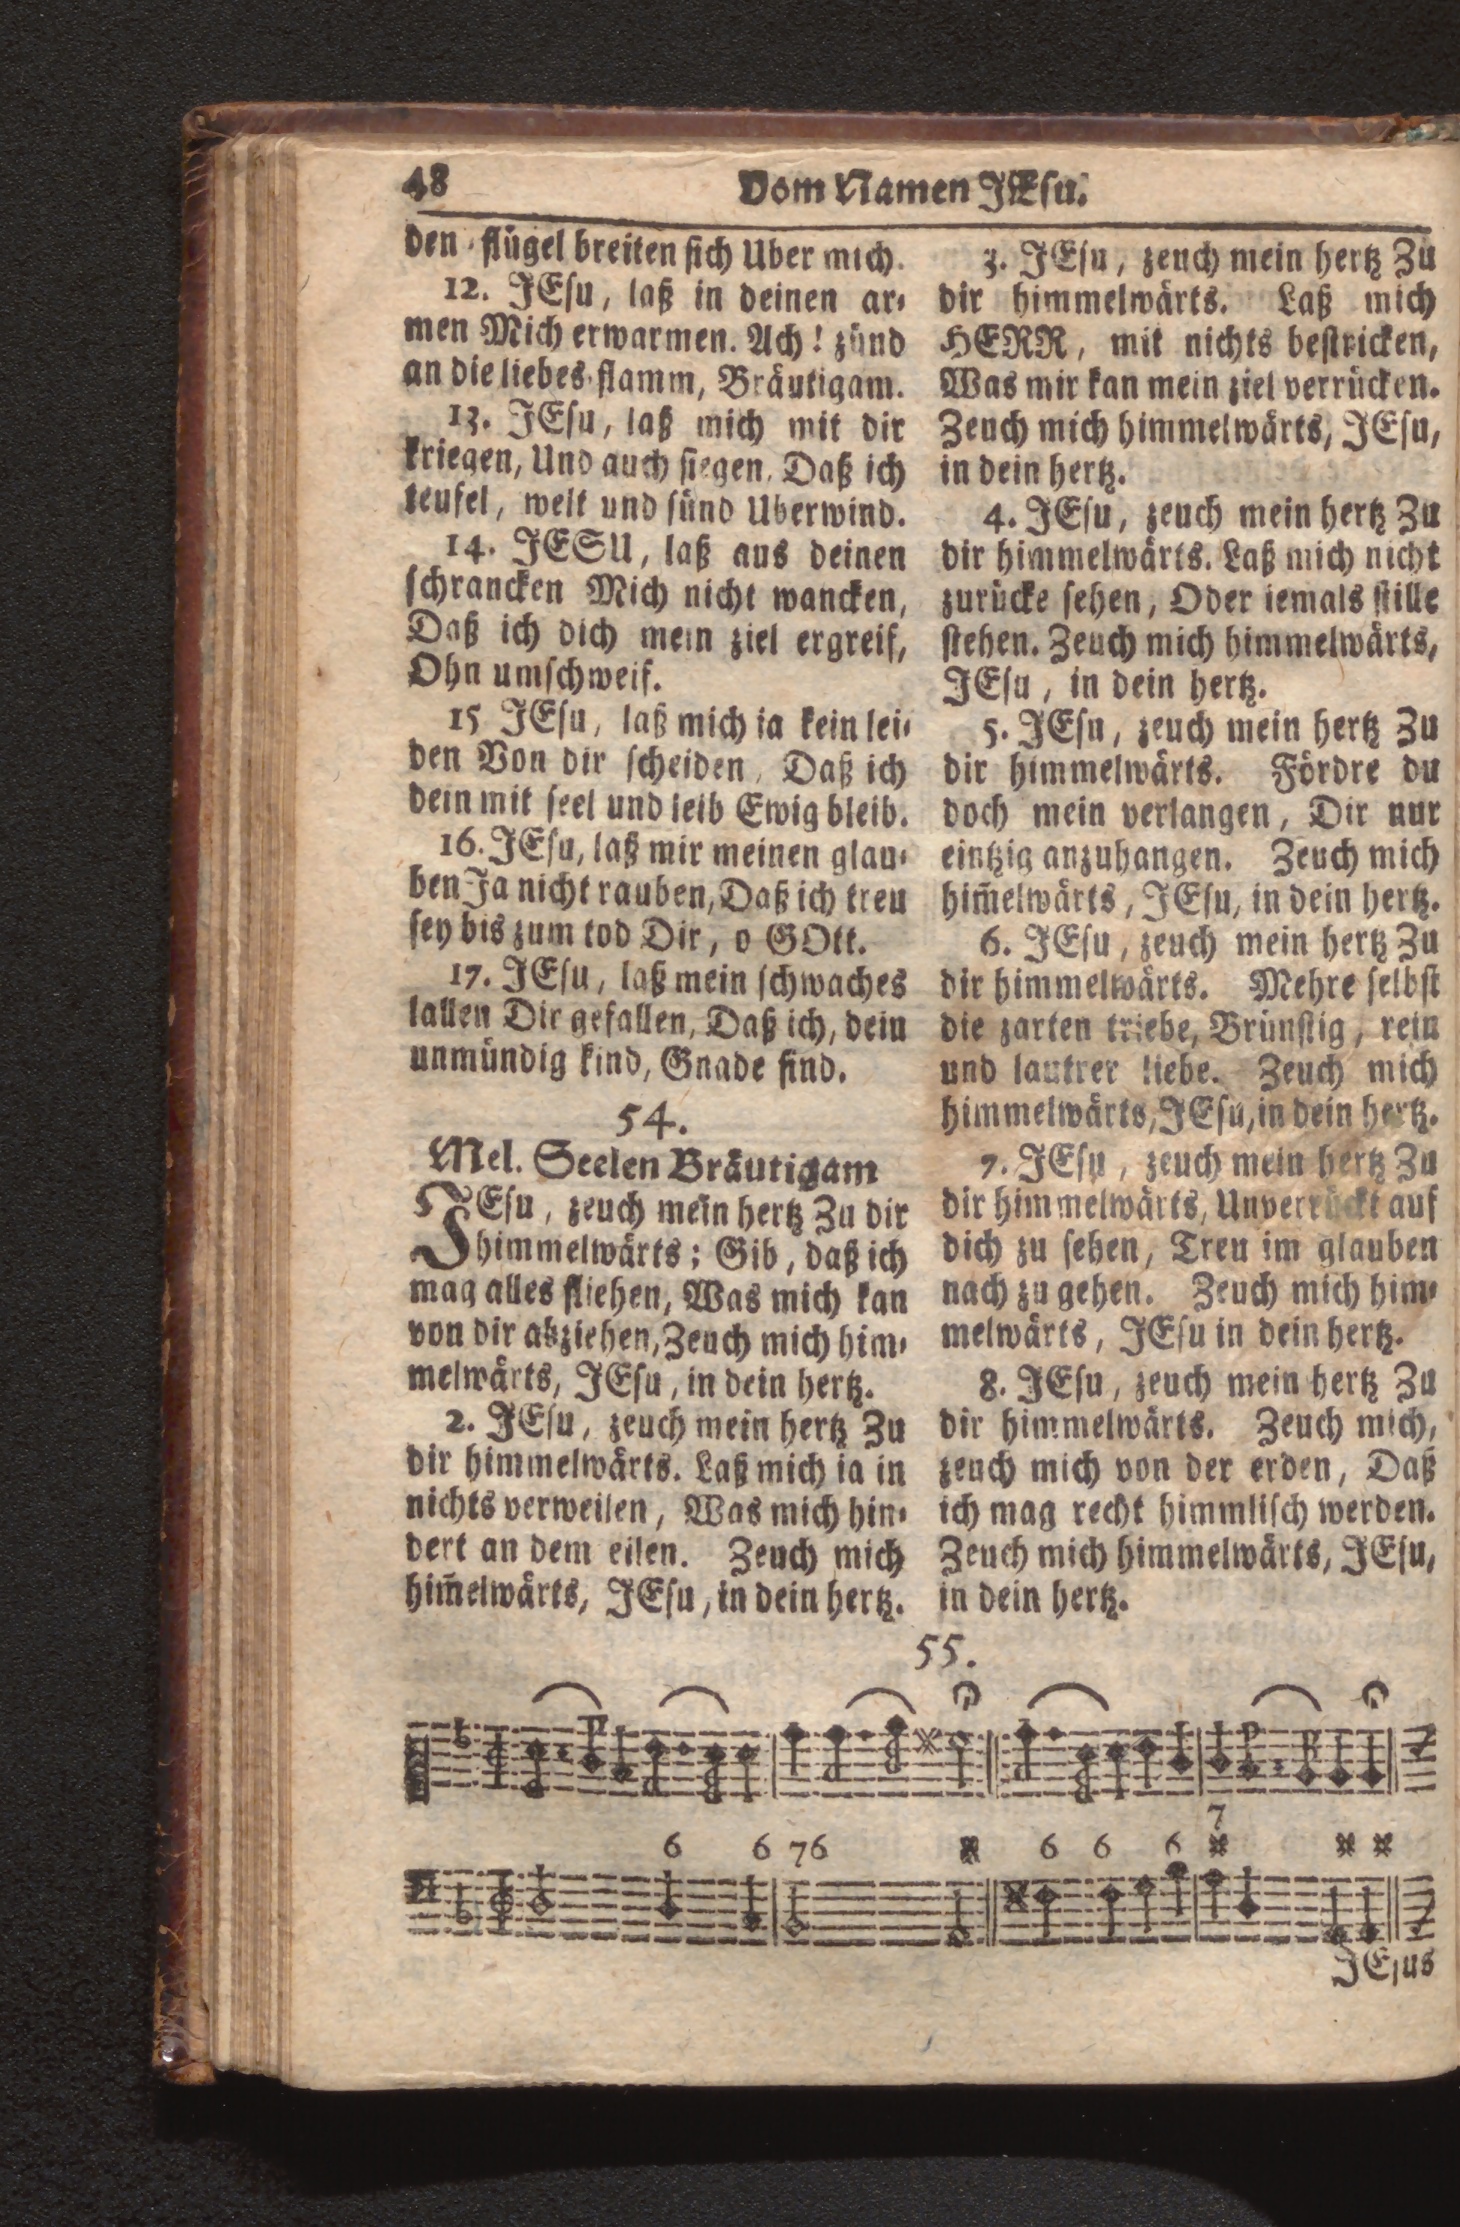 48
Vom Namen JEsu.
den flügel breiten sich Uber mich.
12. JEsu, laß in deinen ar-
men Mich erwarmen. Ach! zünd
an die liebes-flamm, Bräutigam.
13. JEsu, laß mich mit dir
kriegen, Und auch siegen, Daß ich
teufel, welt und sünd Uberwind.
14. JESU, laß aus deinen
schrancken Mich nicht wancken,
Daß ich dich mein ziel ergreif,
Ohn umschweif.
15 JEsu, laß mich ia kein lei-
den Von dir scheiden, Daß ich
dein mit seel und leib Ewig bleib.
16. JEsu, laß mir meinen glau-
ben Ja nicht rauben, Daß ich treu
sey bis zum tod Dir, o GOtt.
17. JEsu, laß mein schwaches
lallen Dir gefallen, Daß ich, dein
unmündig kind, Gnade find.
54.
Mel. Seelen Bräutigam
JEsu, zeuch mein hertz Zu dir
himmelwärts; Gib, daß ich
mag alles fliehen, Was mich kan
von dir abziehen, Zeuch mich him-
melwärts, JEsu, in dein hertz.
2. JEsu, zeuch mein hertz Zu
dir himmelwärts. Laß mich ia in
nichts verweilen, Was mich hin-
dert an dem eilen. Zeuch mich
him̄elwärts, JEsu, in dein hertz.
3. JEsu, zeuch mein hertz Zu
dir himmelwärts. Laß mich
HERR, mit nichts bestricken,
Was mir kan mein ziel verrücken.
Zeuch mich himmelwärts, JEsu,
in dein hertz.
4. JEsu, zeuch mein hertz Zu
dir himmelwärts. Laß mich nicht
zurücke sehen, Oder iemals stille
stehen. Zeuch mich himmelwärts,
JEsu, in dein hertz.
5. JEsu, zeuch mein hertz Zu
dir himmelwärts. Fördre du
doch mein verlangen, Dir nur
eintzig anzuhangen. Zeuch mich
him̄elwärts, JEsu, in dein hertz.
6. JEsu, zeuch mein hertz Zu
dir himmelwärts. Mehre selbst
die zarten triebe, Brünstig, rein
und lautrer liebe. Zeuch mich
himmelwärts, JEsu, in dein hertz.
7. JEsu, zeuch mein hertz Zu
dir himmelwärts, Unverrückt auf
dich zu sehen, Treu im glauben
nach zu gehen. Zeuch mich him-
melwärts, JEsu in dein hertz.
8. JEsu, zeuch mein hertz Zu
dir himmelwärts. Zeuch mich,
zeuch mich von der erden, Daß
ich mag recht himmlisch werden.
Zeuch mich himmelwärts, JEsu,
in dein hertz.
55.
7
6 6 76 6 6 6
JEsus